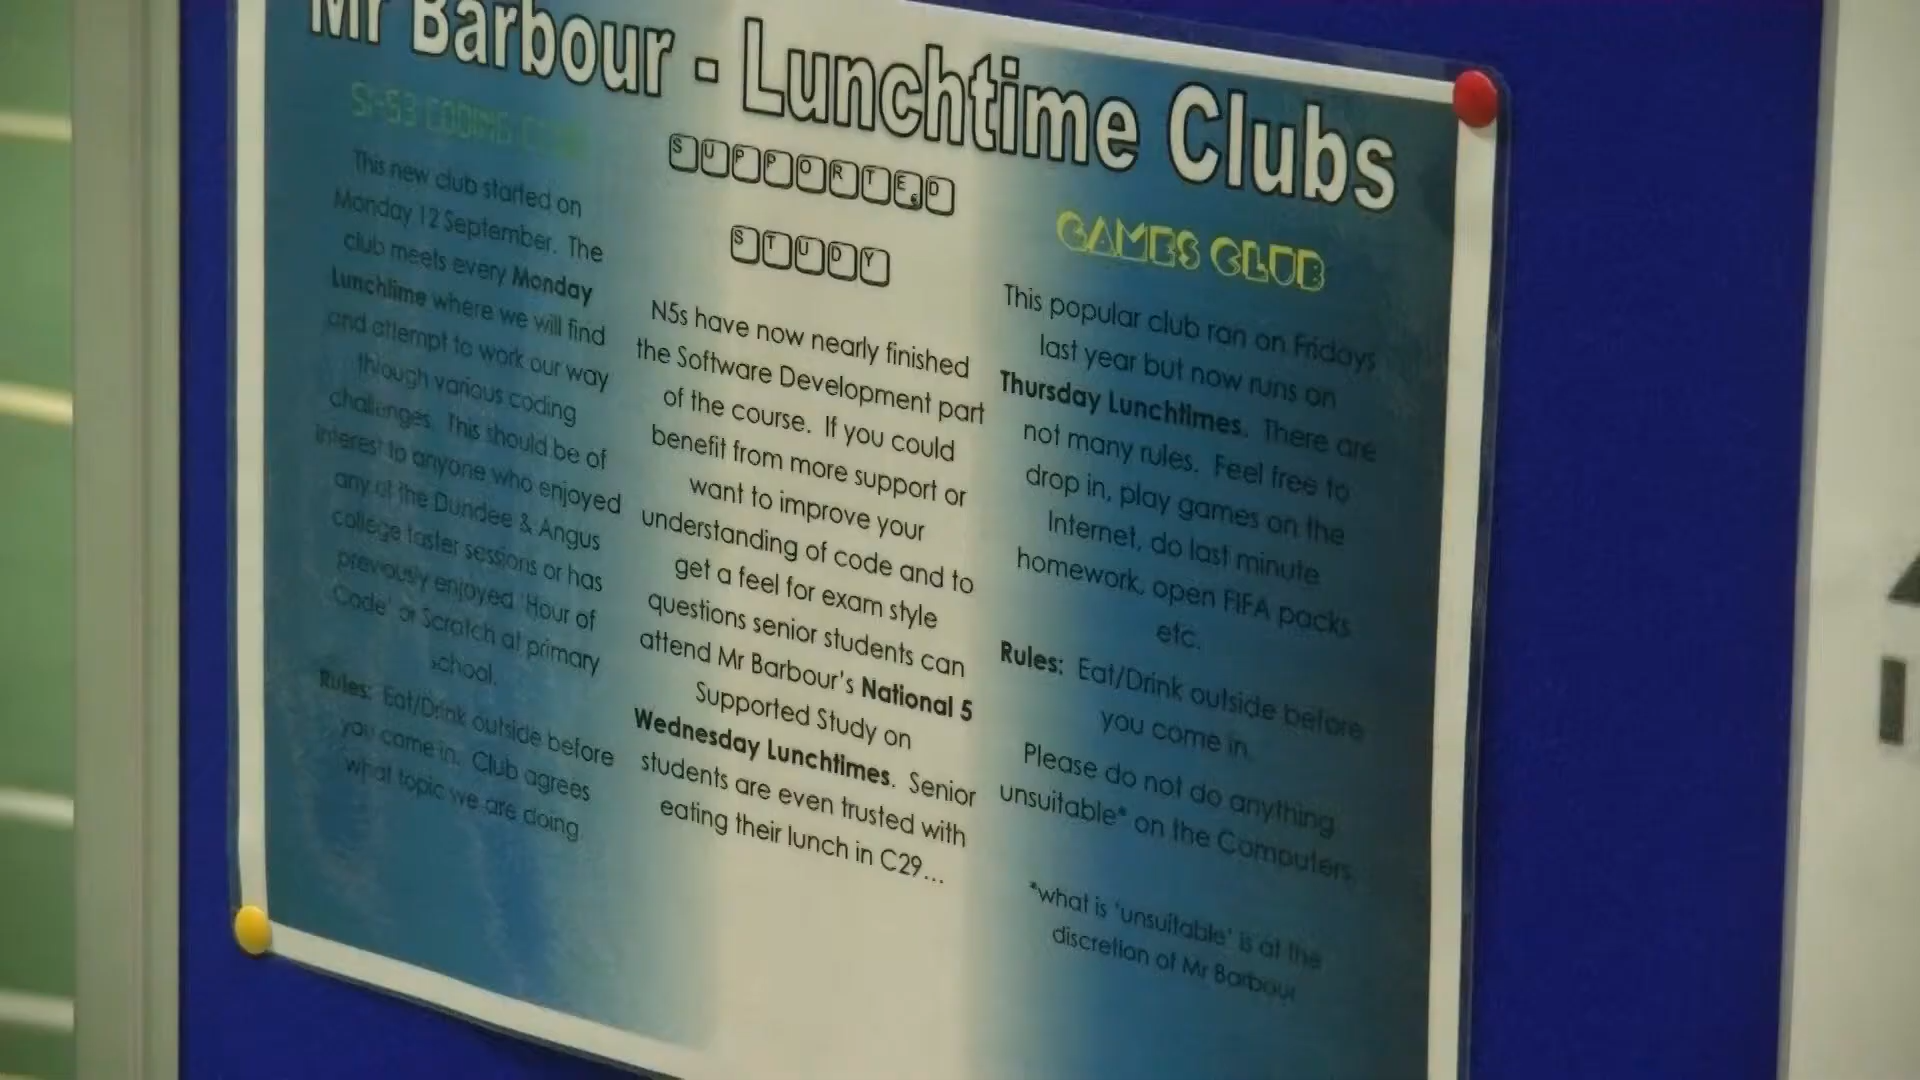 Mr Barbour - Lunchtime Clubs
S1-S3 CODING CLUB
This new club started on
Monday 12 September. The
club meets every Monday
Lunchtime where we will find
and attempt to work our way
through various coding
challenges. This should be of
interest to anyone who enjoyed
any of the Dundee & Angus
college taster sessions or has
previously enjoyed 'Hour of
Code' or Scratch at primary
school.
Rules: Eat/Drink outside before
you come in. Club agrees
what topic we are doing
SUPPORTED
STUDY
N5s have now nearly finished
the Software Development part
of the course. If you could
benefit from more support or
want to improve your
understanding of code and to
get a feel for exam style
questions senior students can
attend Mr Barbour's National 5
Supported Study on
Wednesday Lunchtimes. Senior
students are even trusted with
eating their lunch in C29...
GAMES CLUB
This popular club ran on Fridays
last year but now runs on
Thursday Lunchtimes. There are
not many rules. Feel free to
drop in, play games on the
Internet, do last minute
homework, open FIFA packs
etc.
Rules: Eat/Drink outside before
you come in.
Please do not do anything
unsuitable* on the Computers.
*what is 'unsuitable' is at the
discretion of Mr Barbour